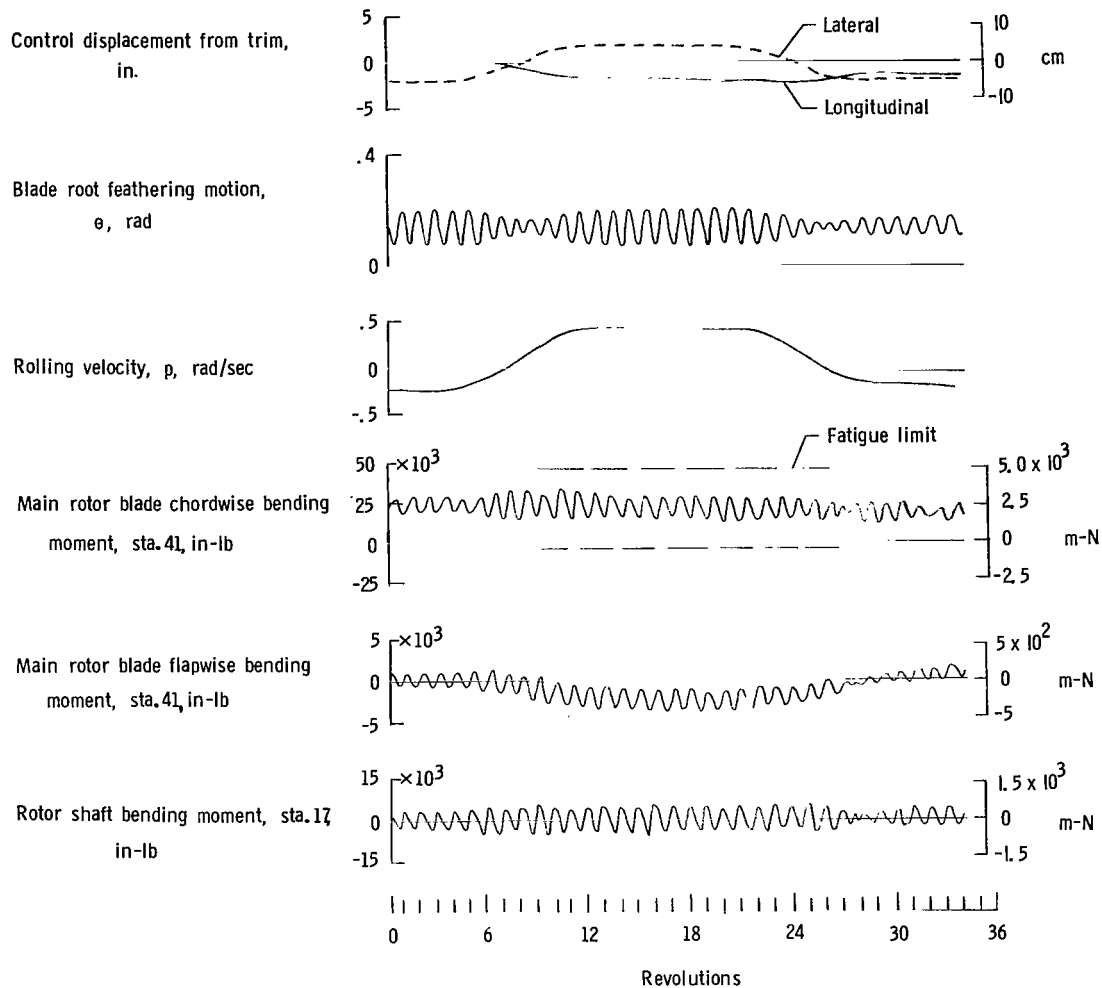 Control displacement from trim,
in.
5
0
-5
Lateral
Longitudinal
10
0
-10
cm
Blade root feathering motion,
θ, rad
.4
0
Rolling velocity, p, rad/sec
.5
0
-.5
Main rotor blade chordwise bending
moment, sta. 41, in-lb
50 ×10³
25
0
-25
Fatigue limit
5.0 x 10³
2.5
0
-2.5
m-N
Main rotor blade flapwise bending
moment, sta. 41, in-lb
5 ×10³
0
-5
5 x 10²
0
-5
m-N
Rotor shaft bending moment, sta. 17,
in-lb
15 ×10³
0
-15
1.5 x 10³
0
-1.5
m-N
0 6 12 18 24 30 36
Revolutions